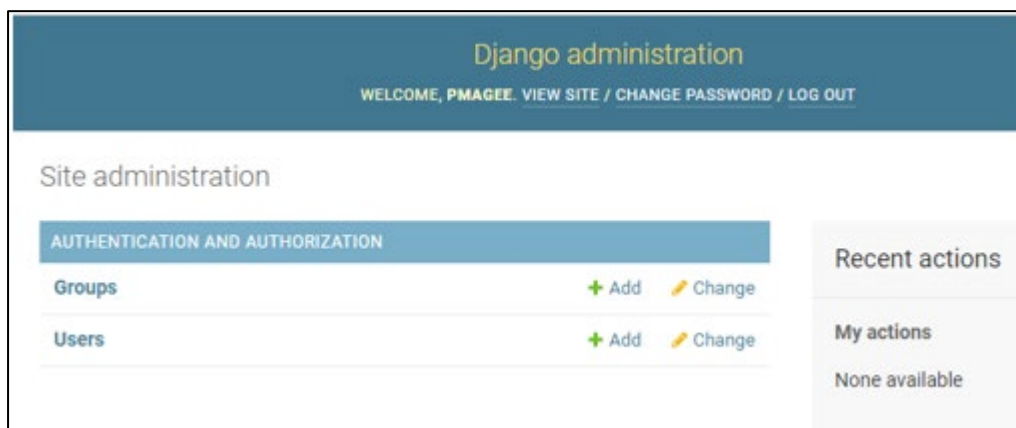 Django administration
WELCOME, PMAGEE. VIEW SITE / CHANGE PASSWORD / LOG OUT
Site administration
AUTHENTICATION AND AUTHORIZATION
Groups + Add Change
Users + Add Change
Recent actions
My actions
None available